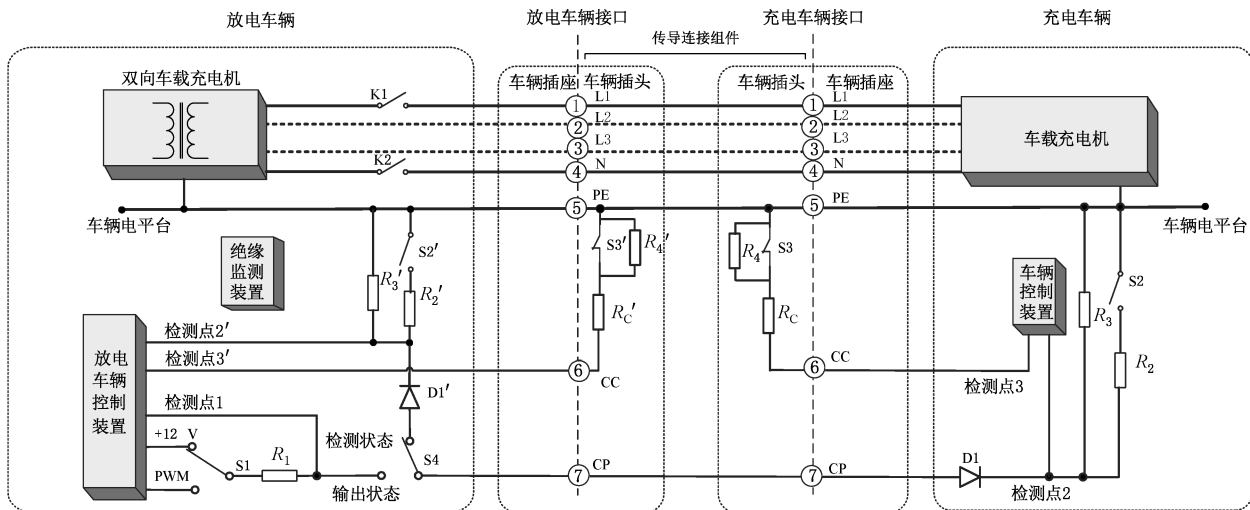 放电车辆
放电车辆接口
充电车辆接口
充电车辆
传导连接组件
双向车载充电机
车辆插座
车辆插头
车辆插头
车辆插座
K1
① L1
① L1
② L2
② L2
③ L3
③ L3
车载充电机
K2
④ N
④ N
⑤ PE
⑤ PE
车辆电平台
车辆电平台
绝缘
监测
装置
S2′
S3′
R4′
R4
S3
车辆
控制
装置
S2
R3′
R2′
RC′
RC
R3
检测点2′
检测点3′
放电
车辆
控制
装置
⑥ CC
⑥ CC
R2
检测点3
D1′
检测点1
+12 V
检测状态
S1
R1
S4
PWM
输出状态
⑦ CP
⑦ CP
D1
检测点2